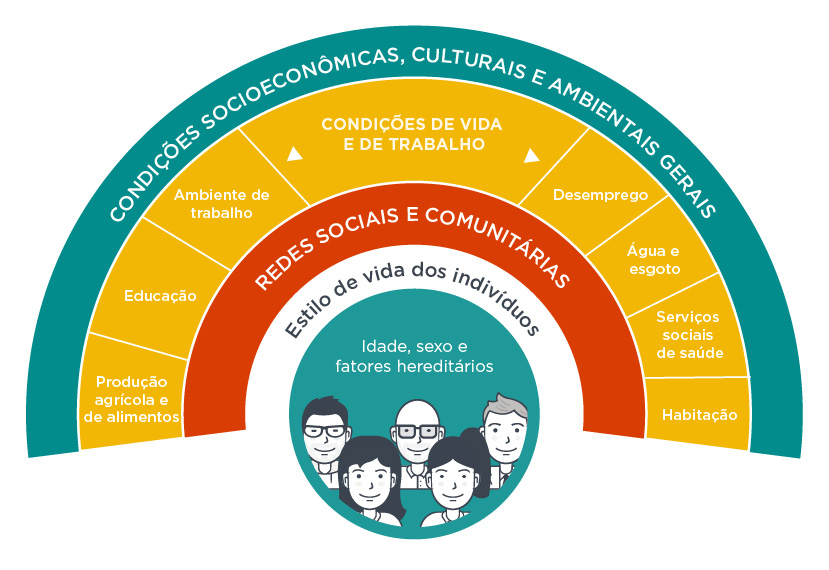 CONDIÇÕES SOCIOECONÔMICAS, CULTURAIS E AMBIENTAIS GERAIS
CONDIÇÕES DE VIDA
E DE TRABALHO
Ambiente de
trabalho
Educação
Produção
agrícola e
de alimentos
Desemprego
Água e
esgoto
Serviços
sociais
de saúde
Habitação
REDES SOCIAIS E COMUNITÁRIAS
Estilo de vida dos indivíduos
Idade, sexo e
fatores hereditários